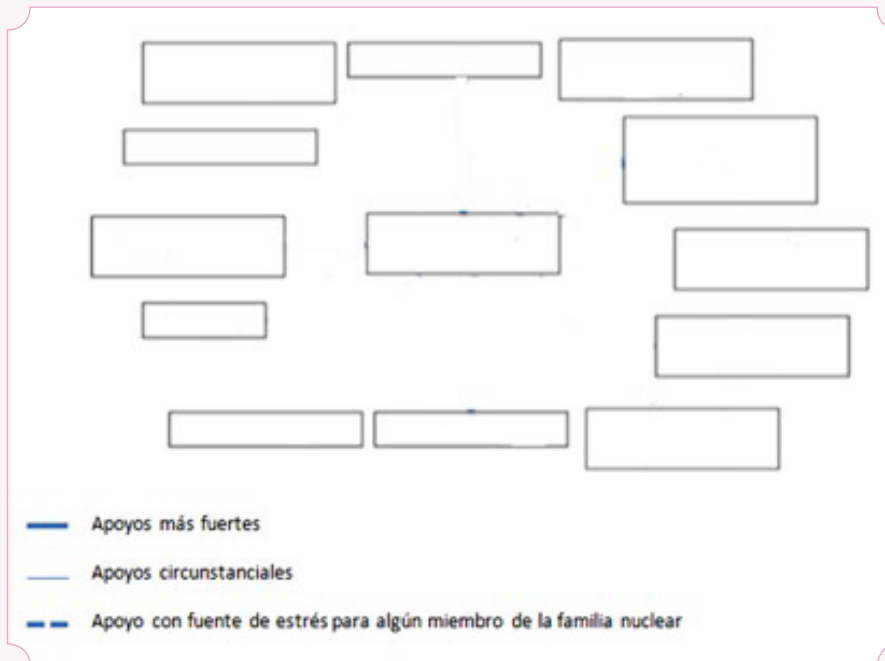 Apoyos más fuertes
Apoyos circunstanciales
Apoyo con fuente de estrés para algún miembro de la familia nuclear